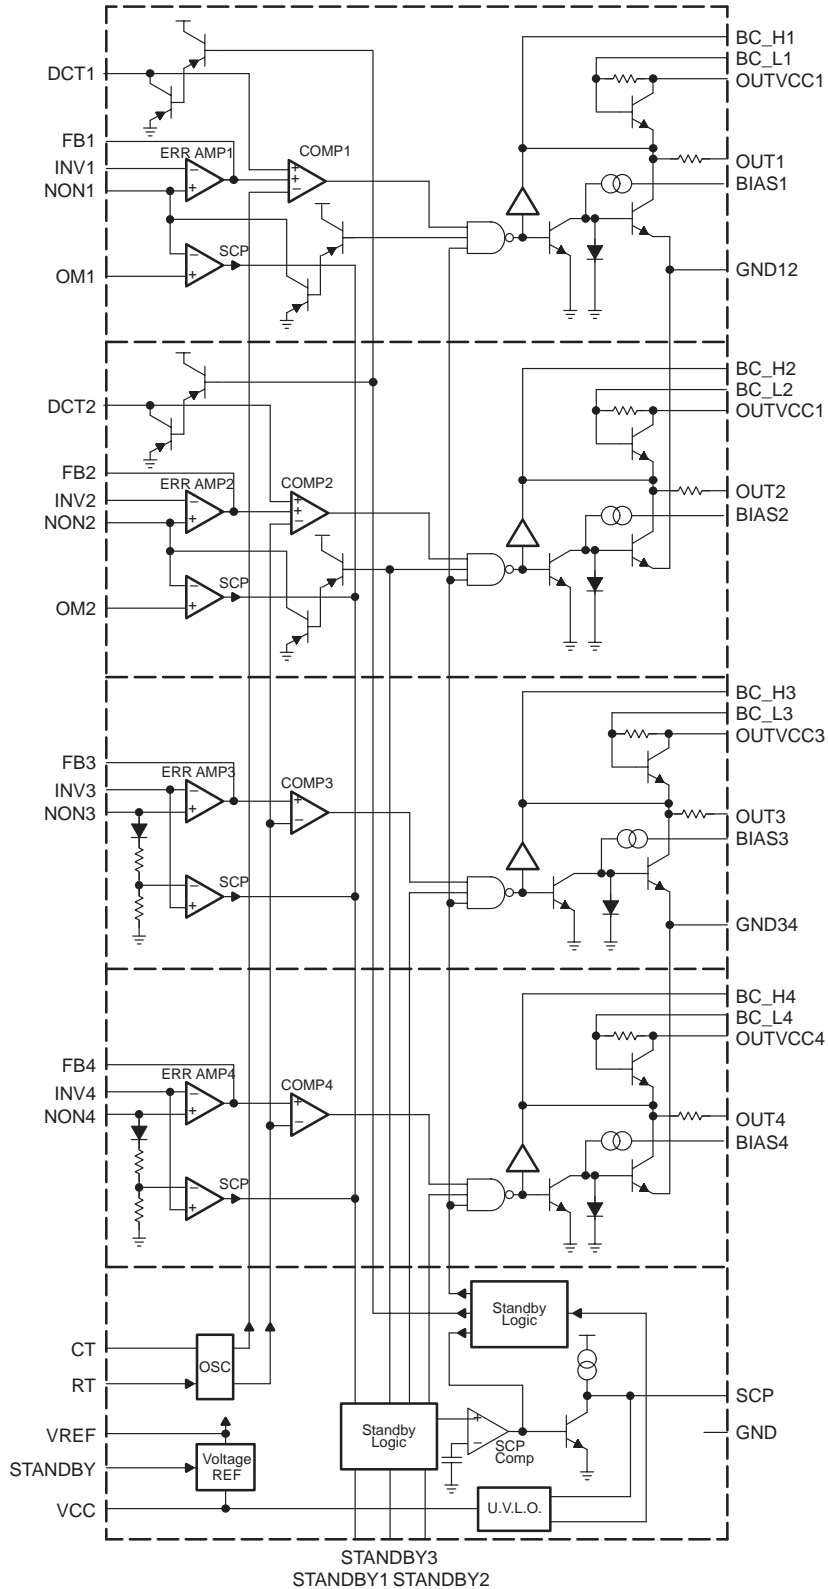 BC_H1
BC_L1
DCT1
OUTVCC1
FB1
ERR AMP1
COMP1
OUT1
INV1
NON1
BIAS1
SCP
OM1
GND12
BC_H2
BC_L2
DCT2
OUTVCC1
FB2
ERR AMP2
COMP2
OUT2
INV2
NON2
BIAS2
SCP
OM2
BC_H3
BC_L3
OUTVCC3
FB3
ERR AMP3
COMP3
INV3
NON3
OUT3
BIAS3
SCP
GND34
BC_H4
BC_L4
OUTVCC4
FB4
ERR AMP4
COMP4
INV4
NON4
OUT4
BIAS4
SCP
Standby
Logic
CT
OSC
RT
SCP
VREF
Standby
Logic
GND
STANDBY
Voltage
REF
SCP
Comp
VCC
U.V.L.O.
STANDBY3
STANDBY1 STANDBY2